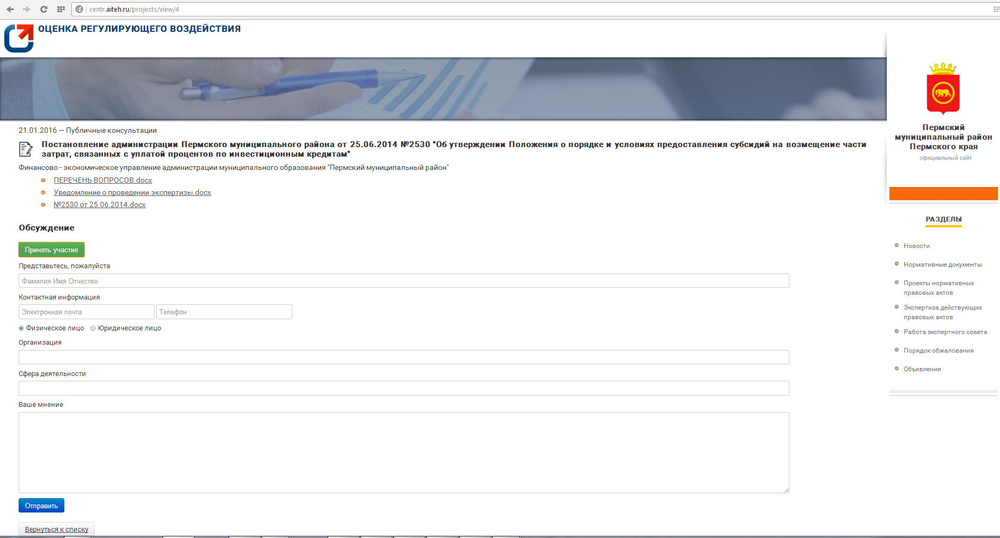 centr.aiteh.ru/projects/view/4
ОЦЕНКА РЕГУЛИРУЮЩЕГО ВОЗДЕЙСТВИЯ
21.01.2016 — Публичные консультации
Постановление администрации Пермского муниципального района от 25.06.2014 №2530 "Об утверждении Положения о порядке и условиях предоставления субсидий на возмещение части
затрат, связанных с уплатой процентов по инвестиционным кредитам"
Финансово - экономическое управление администрации муниципального образования "Пермский муниципальный район"
ПЕРЕЧЕНЬ ВОПРОСОВ.docx
Уведомление о проведении экспертизы.docx
№2530 от 25.06.2014.docx
Обсуждение
Принять участие
Представьтесь, пожалуйста
Фамилия Имя Отчество
Контактная информация
Электронная почта Телефон
Физическое лицо Юридическое лицо
Организация
Сфера деятельности
Ваше мнение
Отправить
Вернуться к списку
Пермский
муниципальный район
Пермского края
официальный сайт
РАЗДЕЛЫ
Новости
Нормативные документы
Проекты нормативных
правовых актов
Экспертиза действующих
правовых актов
Работа экспертного совета
Порядок обжалования
Объявления